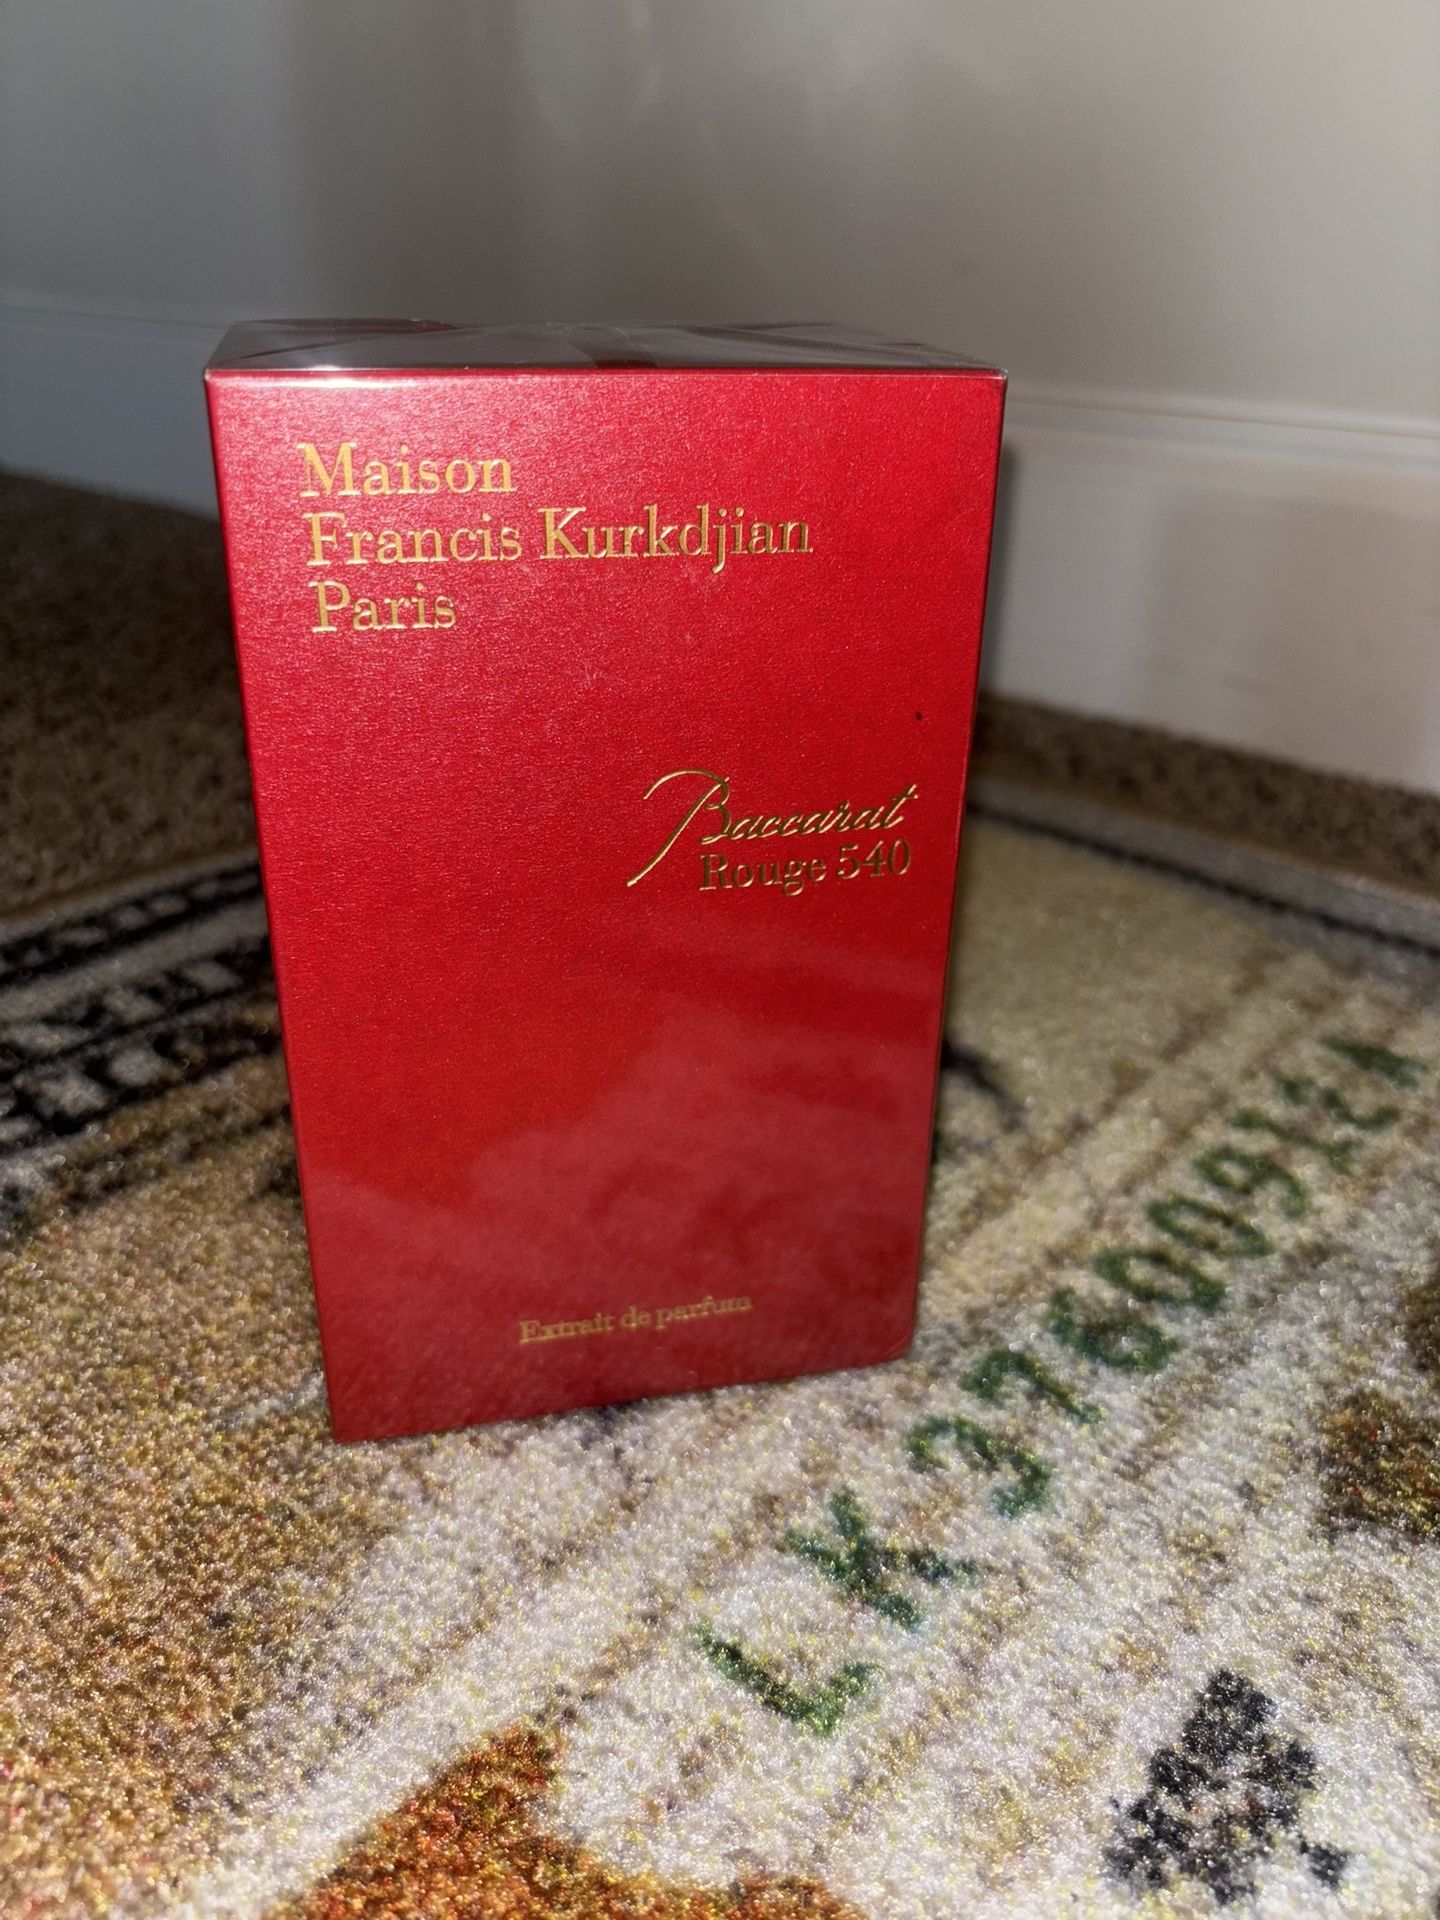 Maison
Francis Kurkdjian
Paris
Baccarat
Rouge 540
Extrait de parfum